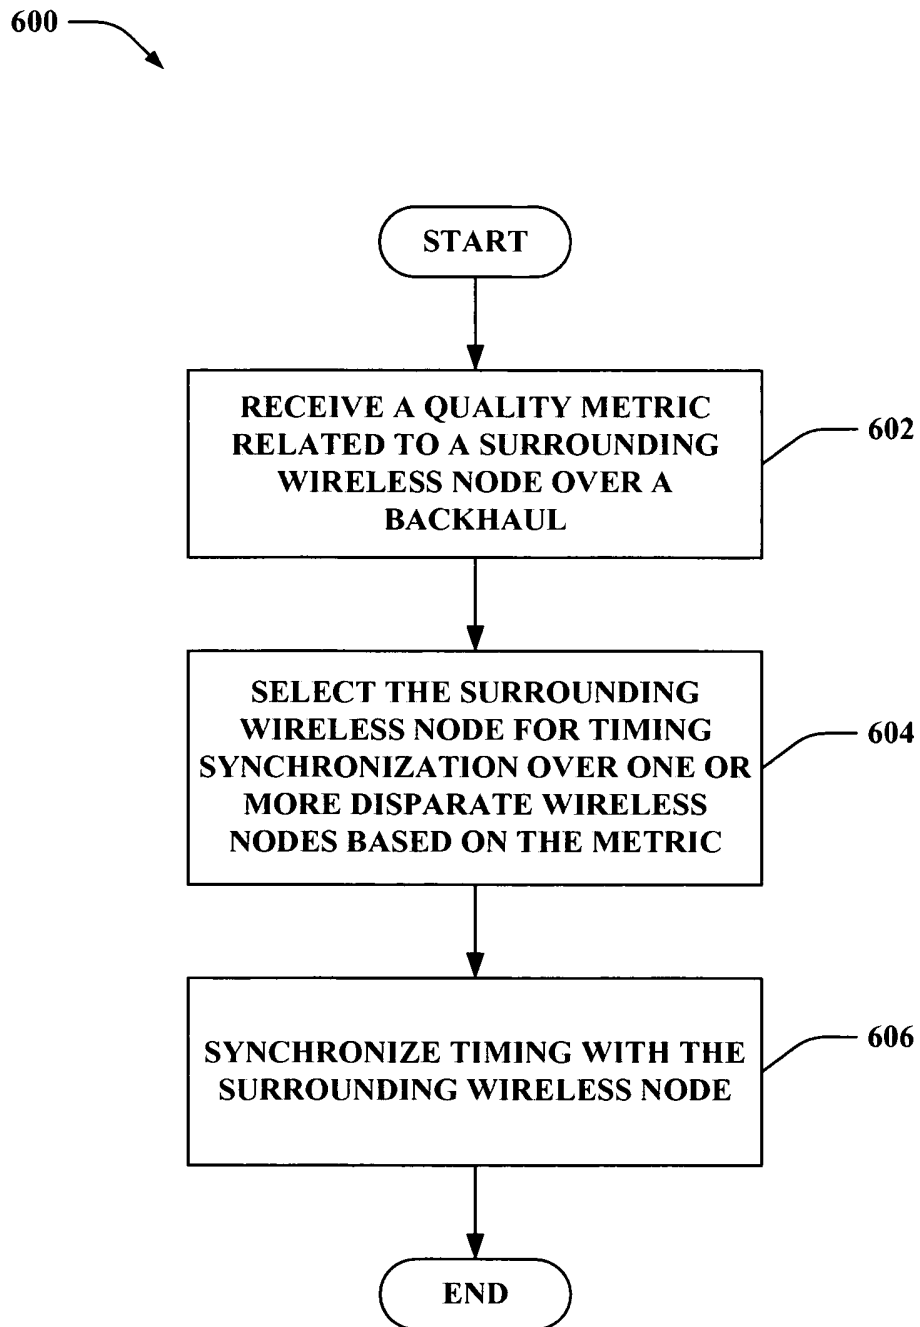 600
START
RECEIVE A QUALITY METRIC
RELATED TO A SURROUNDING
WIRELESS NODE OVER A
BACKHAUL
602
SELECT THE SURROUNDING
WIRELESS NODE FOR TIMING
SYNCHRONIZATION OVER ONE OR
MORE DISPARATE WIRELESS
NODES BASED ON THE METRIC
604
SYNCHRONIZE TIMING WITH THE
SURROUNDING WIRELESS NODE
606
END